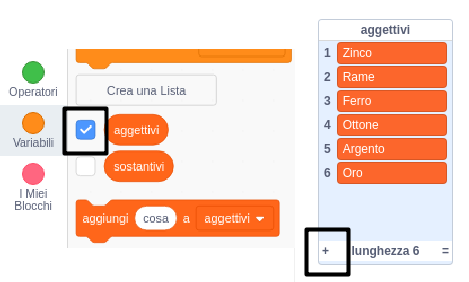 Operatori
Variabili
I Miei
Blocchi
Crea una Lista
aggettivi
sostantivi
aggiungi cosa a aggettivi
aggettivi
1 Zinco
2 Rame
3 Ferro
4 Ottone
5 Argento
6 Oro
+ lunghezza 6 =